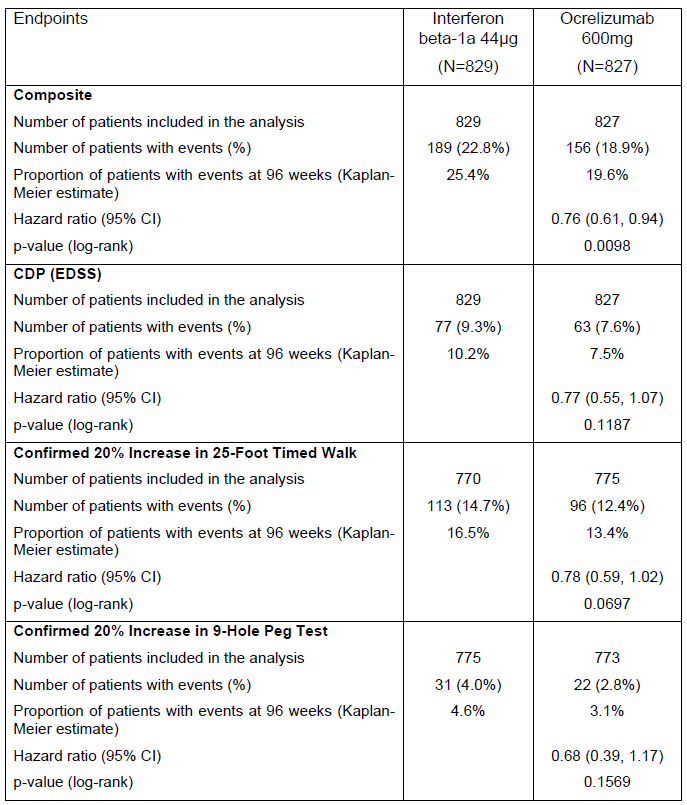 Endpoints
Interferon
beta-1a 44µg
(N=829)
Ocrelizumab
600mg
(N=827)
Composite
Number of patients included in the analysis 829 827
Number of patients with events (%) 189 (22.8%) 156 (18.9%)
Proportion of patients with events at 96 weeks (Kaplan- 25.4% 19.6%
Meier estimate)
Hazard ratio (95% CI) 0.76 (0.61, 0.94)
p-value (log-rank) 0.0098
CDP (EDSS)
Number of patients included in the analysis 829 827
Number of patients with events (%) 77 (9.3%) 63 (7.6%)
Proportion of patients with events at 96 weeks (Kaplan- 10.2% 7.5%
Meier estimate)
Hazard ratio (95% CI) 0.77 (0.55, 1.07)
p-value (log-rank) 0.1187
Confirmed 20% Increase in 25-Foot Timed Walk
Number of patients included in the analysis 770 775
Number of patients with events (%) 113 (14.7%) 96 (12.4%)
Proportion of patients with events at 96 weeks (Kaplan- 16.5% 13.4%
Meier estimate)
Hazard ratio (95% CI) 0.78 (0.59, 1.02)
p-value (log-rank) 0.0697
Confirmed 20% Increase in 9-Hole Peg Test
Number of patients included in the analysis 775 773
Number of patients with events (%) 31 (4.0%) 22 (2.8%)
Proportion of patients with events at 96 weeks (Kaplan- 4.6% 3.1%
Meier estimate)
Hazard ratio (95% CI) 0.68 (0.39, 1.17)
p-value (log-rank) 0.1569